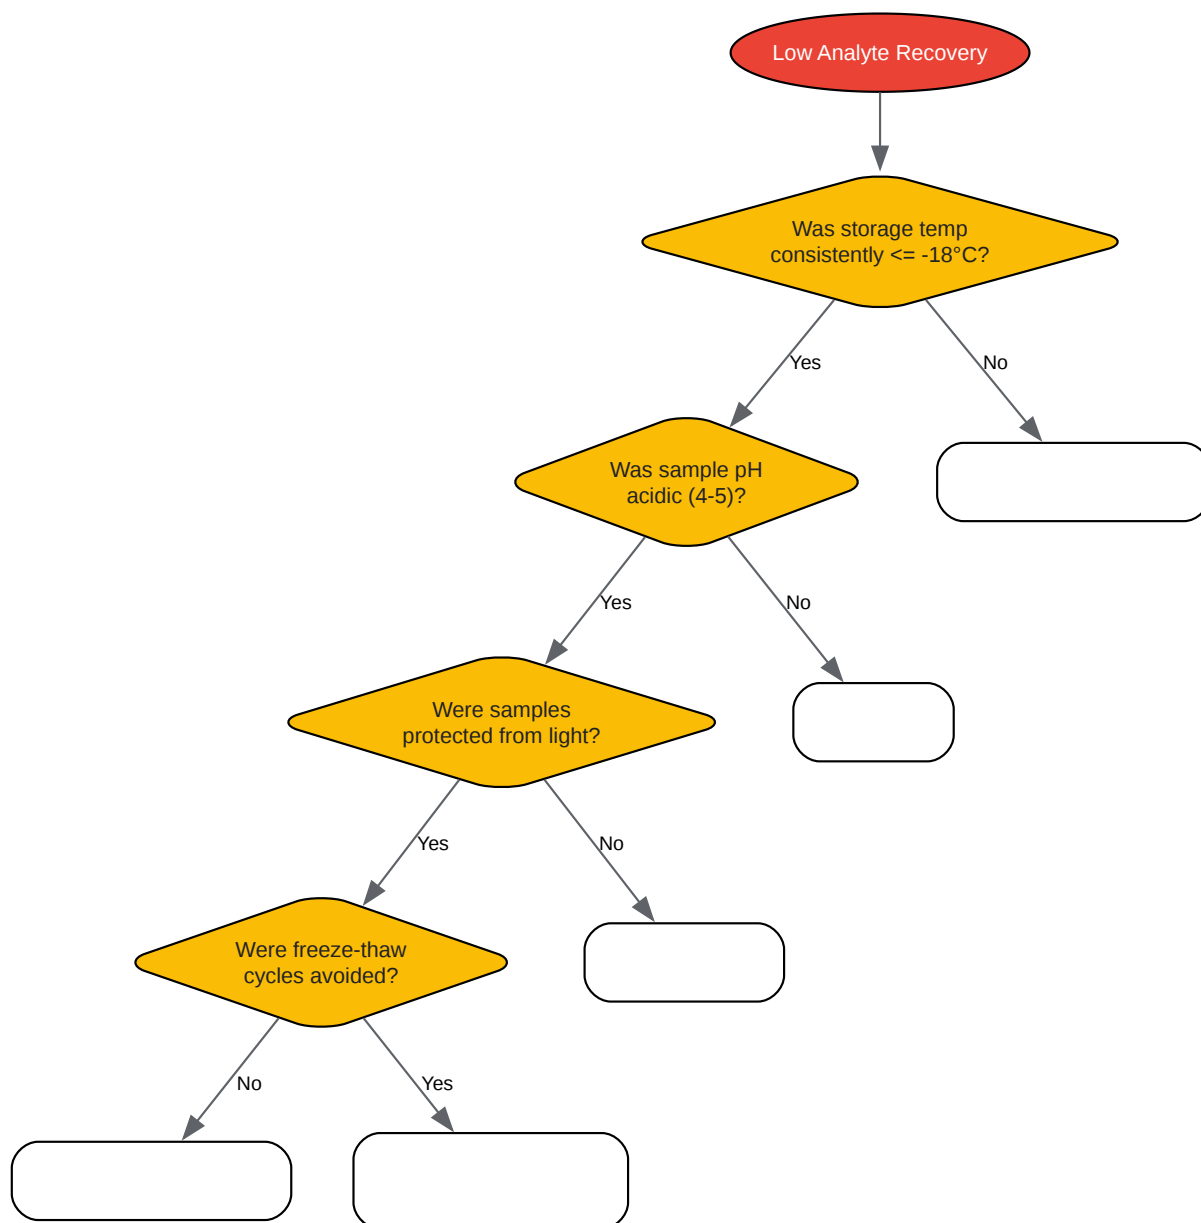 Low Analyte Recovery
Was storage temp
consistently <= -18°C?
Yes
No
Was sample pH
acidic (4-5)?
Yes
No
Were samples
protected from light?
Yes
No
Were freeze-thaw
cycles avoided?
No
Yes